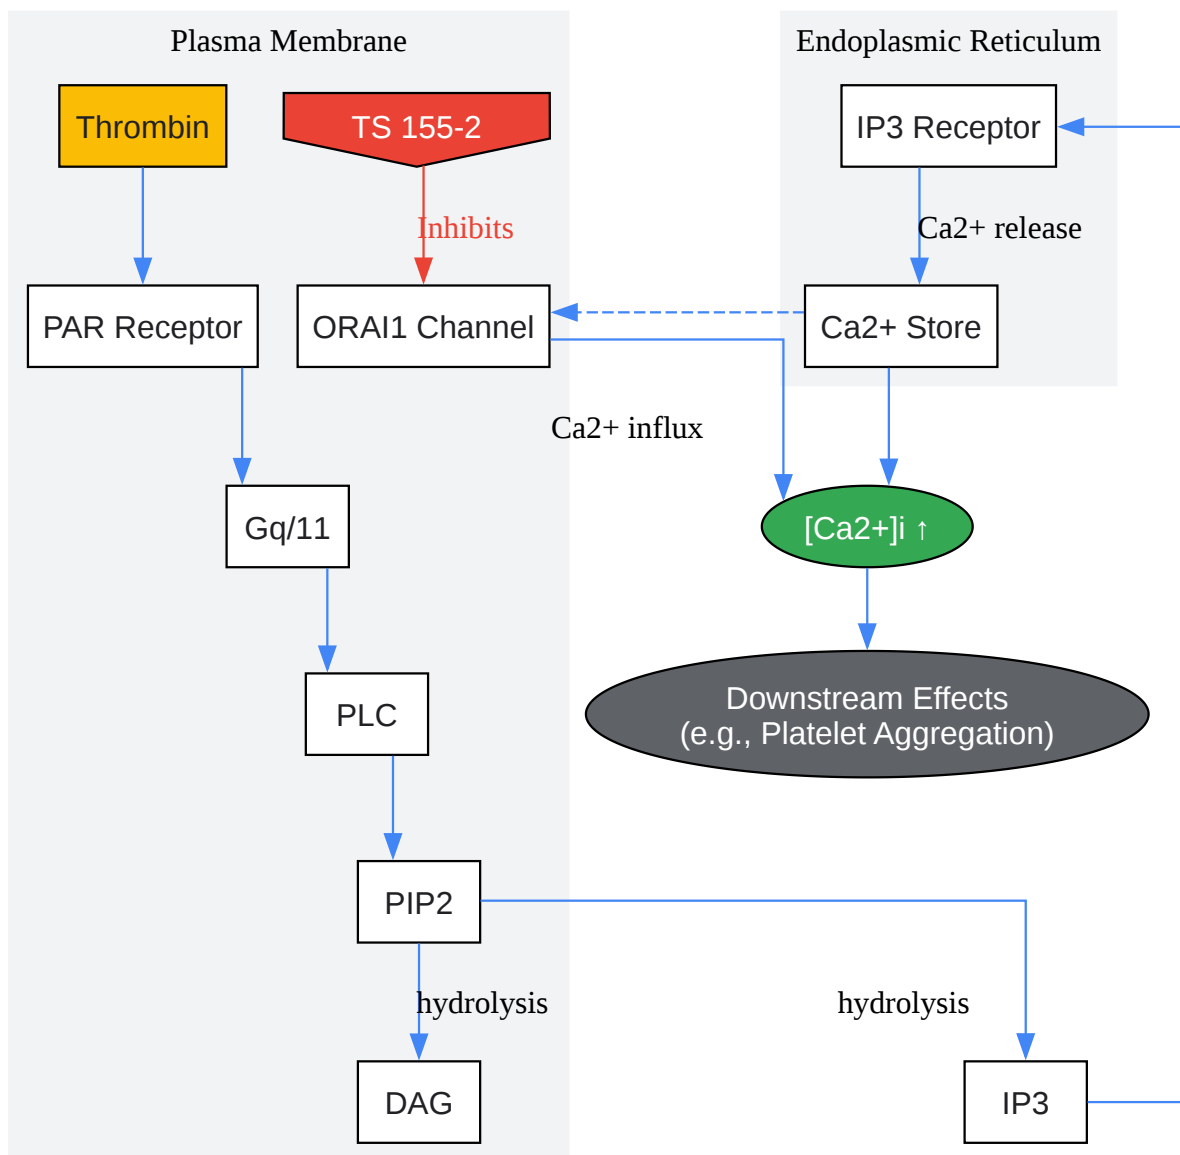 Plasma Membrane
Endoplasmic Reticulum
Thrombin
TS 155-2
IP3 Receptor
Inhibits
Ca2+ release
PAR Receptor
ORAI1 Channel
Ca2+ Store
Ca2+ influx
Gq/11
[Ca2+]i ↑
PLC
Downstream Effects
(e.g., Platelet Aggregation)
PIP2
hydrolysis
hydrolysis
DAG
IP3